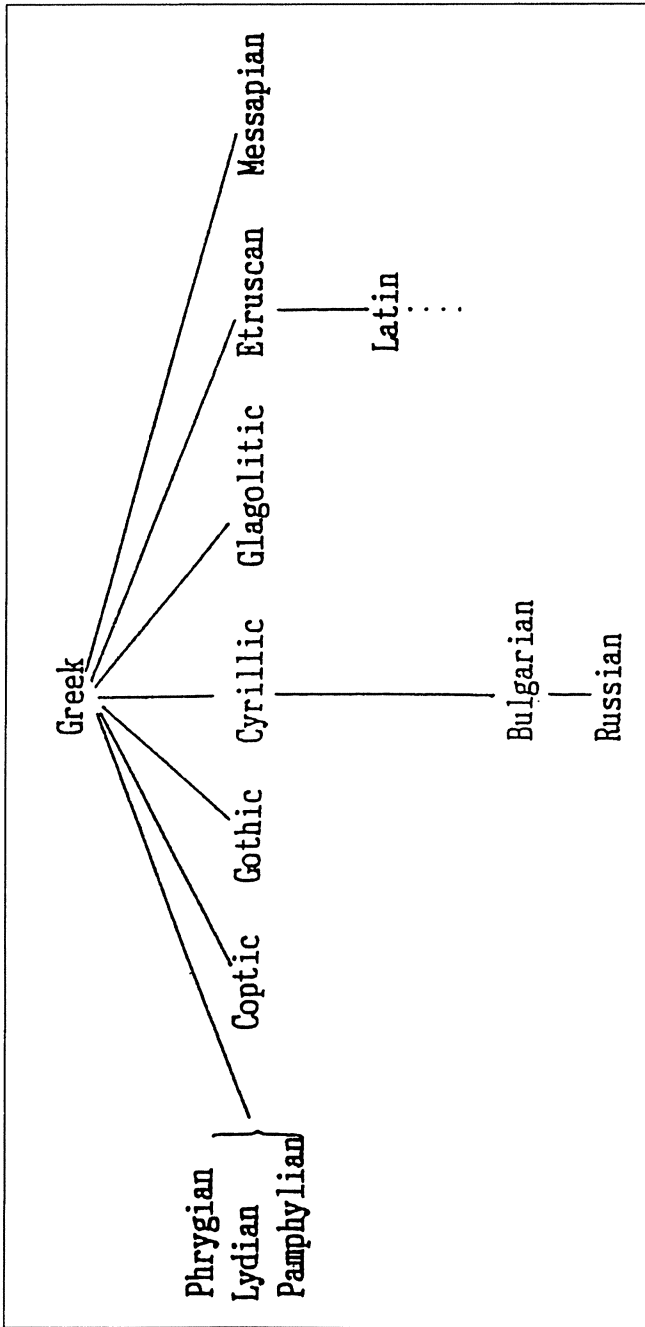 Greek
Phrygian
Lydian
Pamphylian
Coptic
Gothic
Cyrillic
Glagolitic
Etruscan
Messapian
Latin
....
Bulgarian
Russian